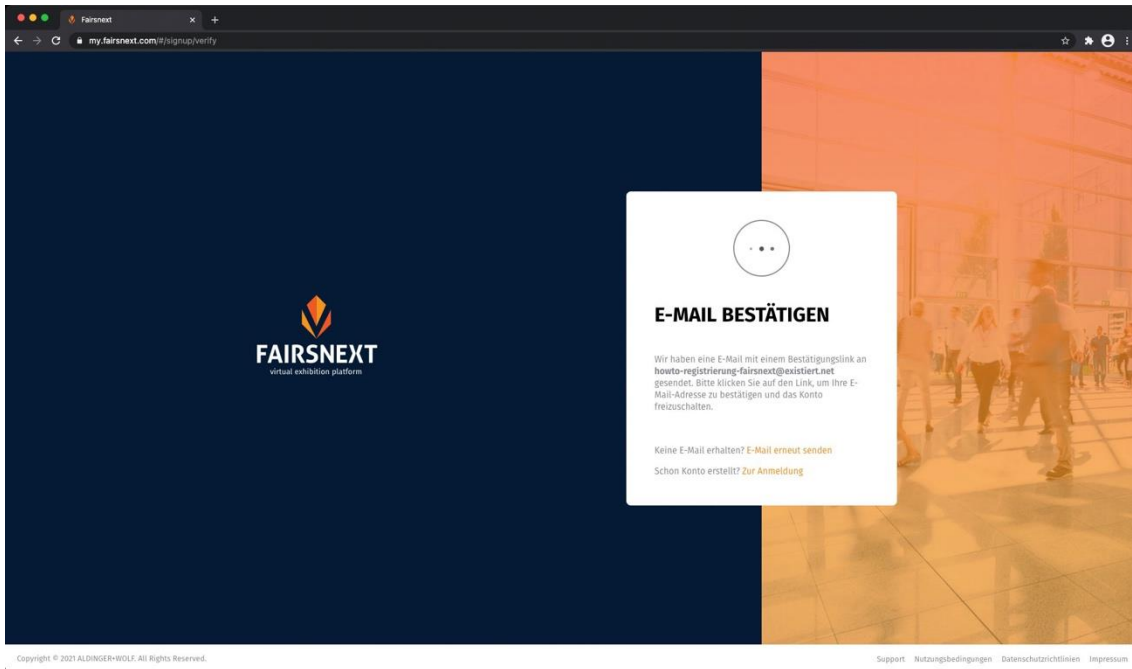 Fairsnext
my.fairsnext.com/#/signup/verify
FAIRSNEXT
virtual exhibition platform
E-MAIL BESTÄTIGEN
Wir haben eine E-Mail mit einem Bestätigungslink an
howto-registrierung-fairsnext@existiert.net
gesendet. Bitte klicken Sie auf den Link, um Ihre E-
Mail-Adresse zu bestätigen und das Konto
freizuschalten.
Keine E-Mail erhalten? E-Mail erneut senden
Schon Konto erstellt? Zur Anmeldung
Copyright © 2021 ALDINGER+WOLF. All Rights Reserved.
Support Nutzungsbedingungen Datenschutzrichtlinien Impressum